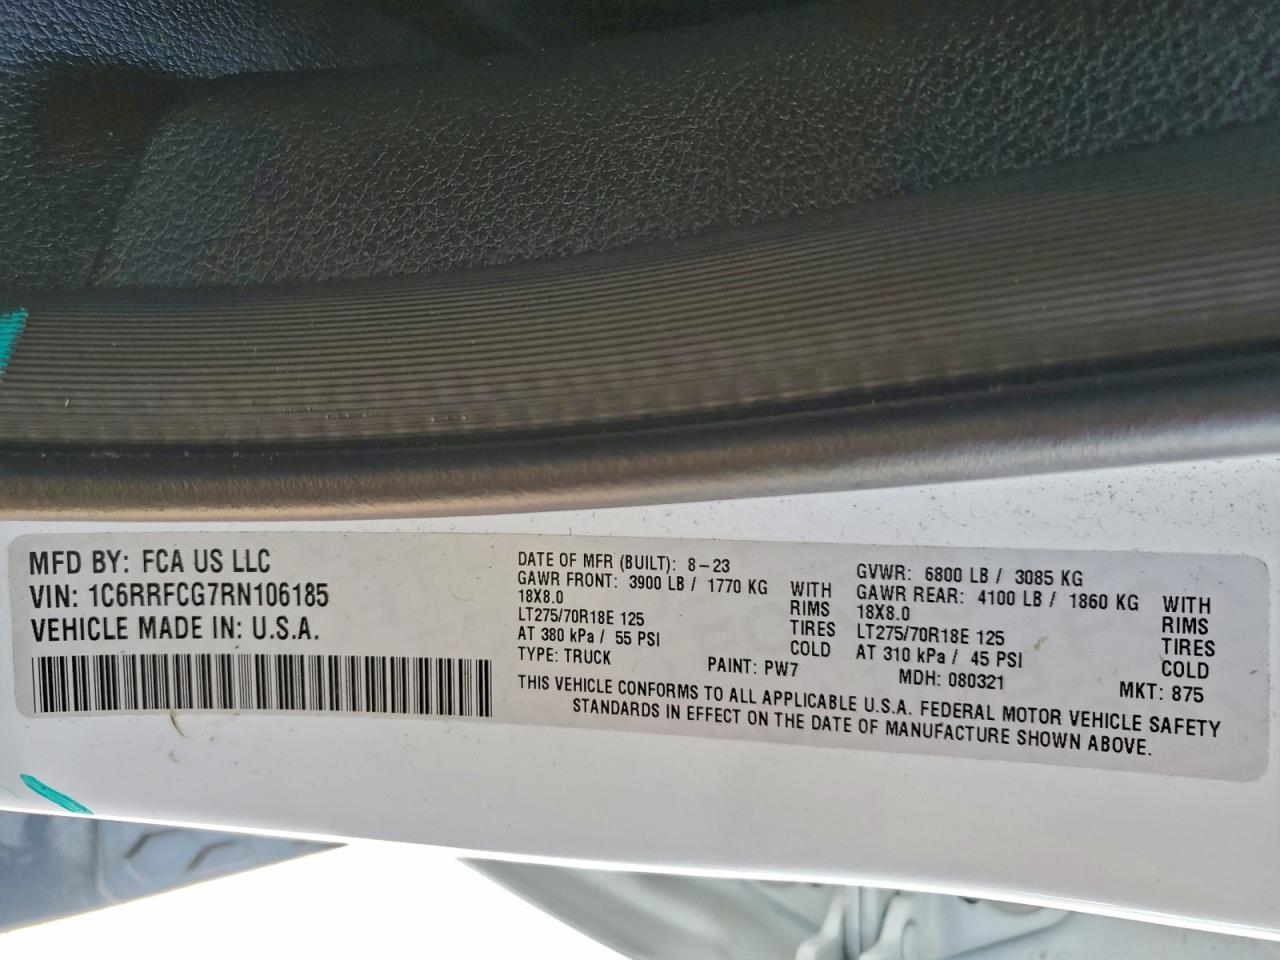 MFD BY: FCA US LLC
VIN: 1C6RRFCG7RN106185
VEHICLE MADE IN: U.S.A.
DATE OF MFR (BUILT): 8-23
GAWR FRONT: 3900 LB / 1770 KG WITH
18X8.0 RIMS
LT275/70R18E 125 TIRES
AT 380 kPa / 55 PSI COLD
TYPE: TRUCK PAINT: PW7
GVWR: 6800 LB / 3085 KG
GAWR REAR: 4100 LB / 1860 KG WITH
18X8.0 RIMS
LT275/70R18E 125 TIRES
AT 310 kPa / 45 PSI COLD
MDH: 080321 MKT: 875
THIS VEHICLE CONFORMS TO ALL APPLICABLE U.S.A. FEDERAL MOTOR VEHICLE SAFETY
STANDARDS IN EFFECT ON THE DATE OF MANUFACTURE SHOWN ABOVE.